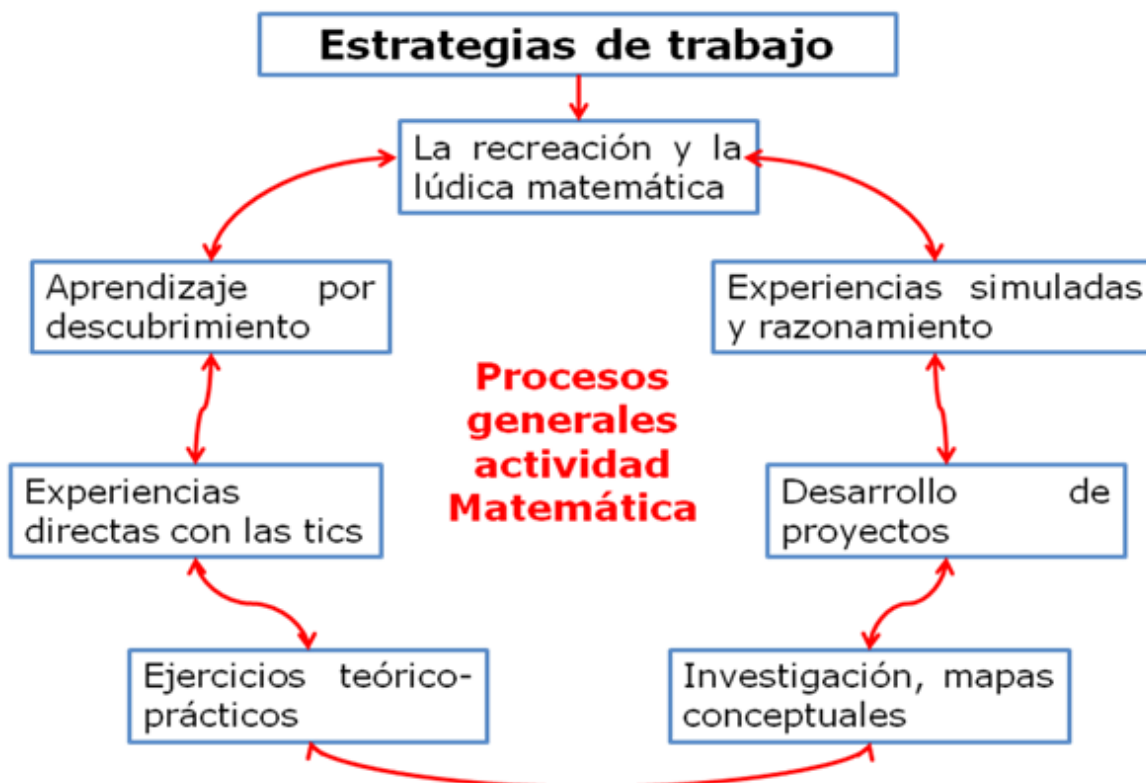 Estrategias de trabajo
La recreación y la
lúdica matemática
Aprendizaje por
descubrimiento
Experiencias simuladas
y razonamiento
Procesos
generales
actividad
Matemática
Experiencias
directas con las tics
Desarrollo de
proyectos
Ejercicios teórico-
prácticos
Investigación, mapas
conceptuales